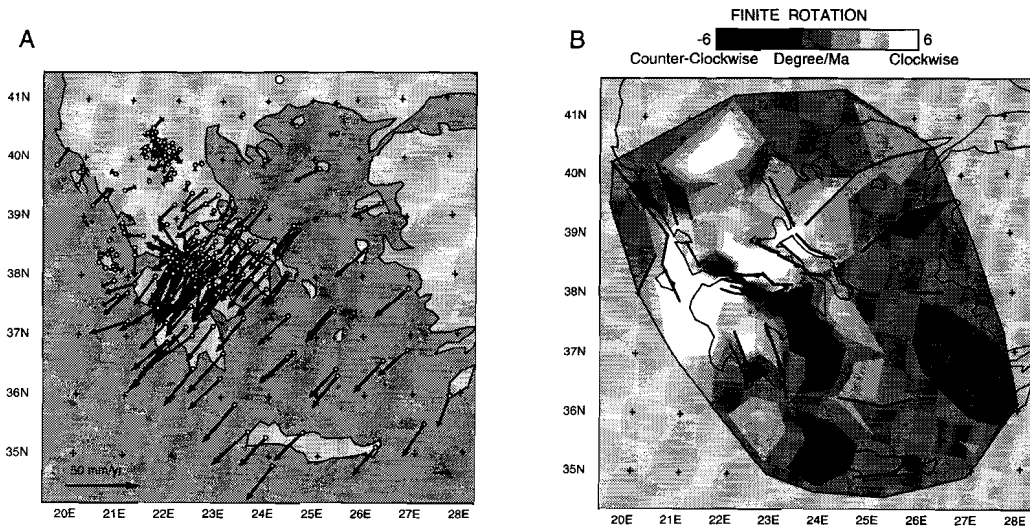 A
41N
40N
39N
38N
37N
36N
35N
50 mm/yr
20E 21E 22E 23E 24E 25E 26E 27E 28E
FINITE ROTATION
-6 6
Counter-Clockwise Degree/Ma Clockwise
B
41N
40N
39N
38N
37N
36N
35N
20E 21E 22E 23E 24E 25E 26E 27E 28E